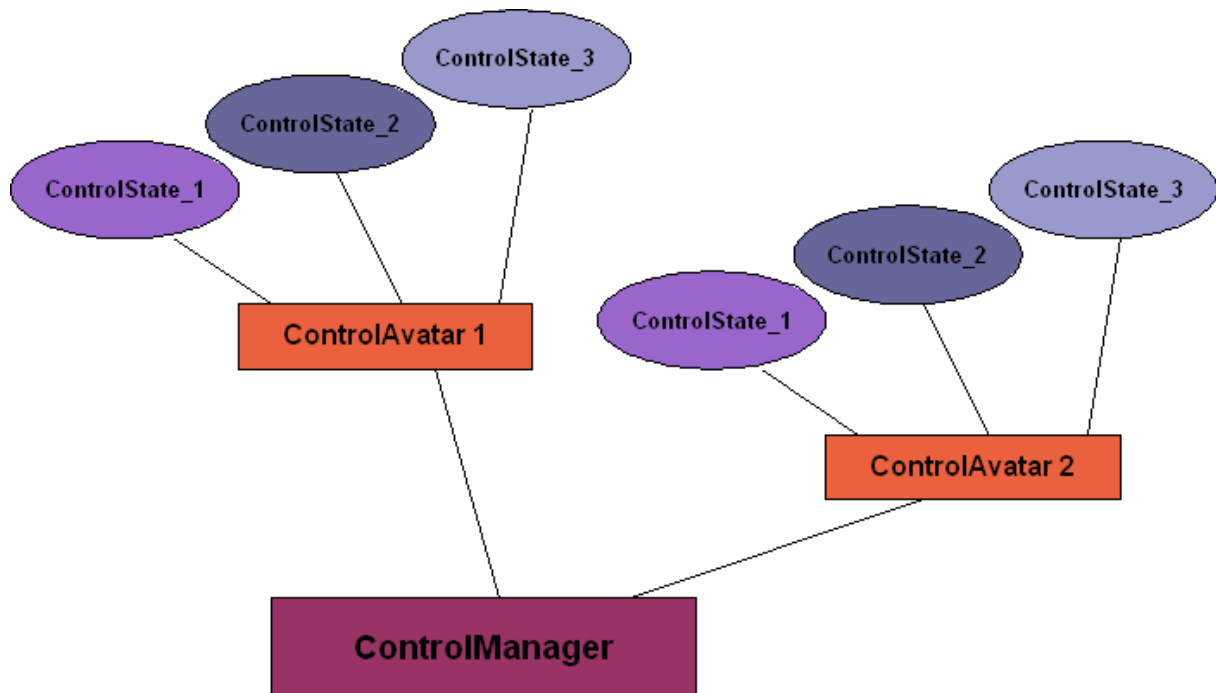 ControlState_3
ControlState_2
ControlState_1
ControlState_3
ControlState_2
ControlState_1
ControlAvatar 1
ControlAvatar 2
ControlManager